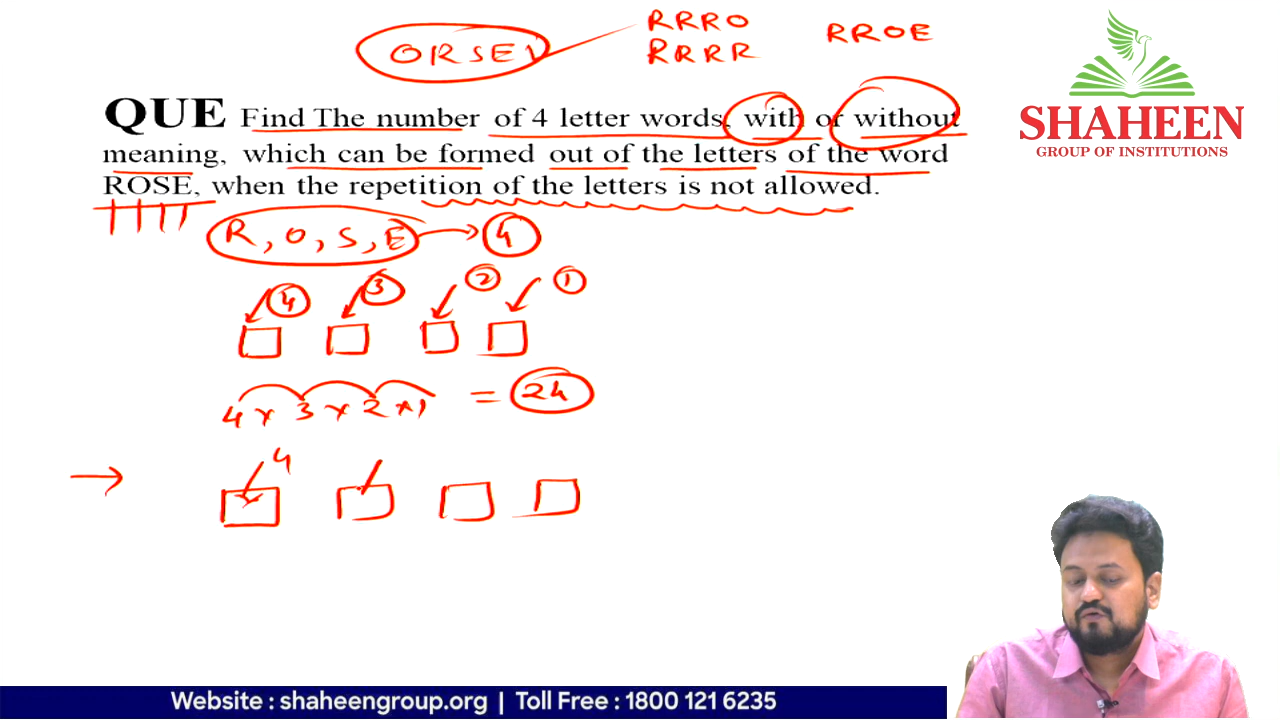 RRRO
RROE
ORSE
RRRR
QUE Find The number of 4 letter words, with or without
meaning, which can be formed out of the letters of the word
ROSE, when the repetition of the letters is not allowed.
SHAHEEN
GROUP OF INSTITUTIONS
R, O, S, E → 4
4 3 2 1
4 × 3 × 2 × 1 = 24
→ 4
Website : shaheengroup.org | Toll Free : 1800 121 6235